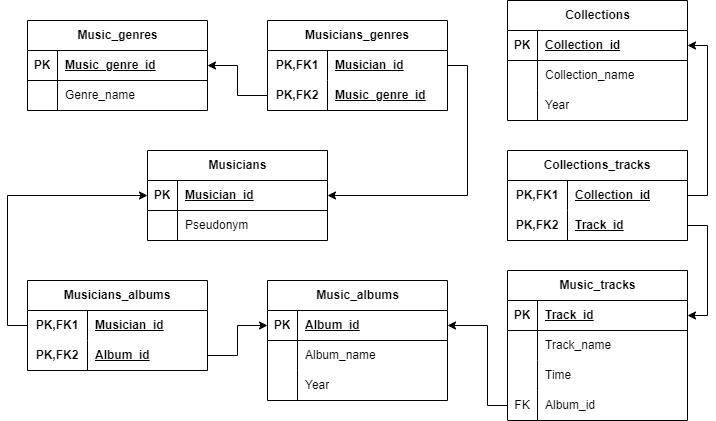 Music_genres
PK Music_genre_id
Genre_name
Musicians_genres
PK,FK1 Musician_id
PK,FK2 Music_genre_id
Collections
PK Collection_id
Collection_name
Year
Musicians
PK Musician_id
Pseudonym
Collections_tracks
PK,FK1 Collection_id
PK,FK2 Track_id
Musicians_albums
PK,FK1 Musician_id
PK,FK2 Album_id
Music_albums
PK Album_id
Album_name
Year
Music_tracks
PK Track_id
Track_name
Time
FK Album_id